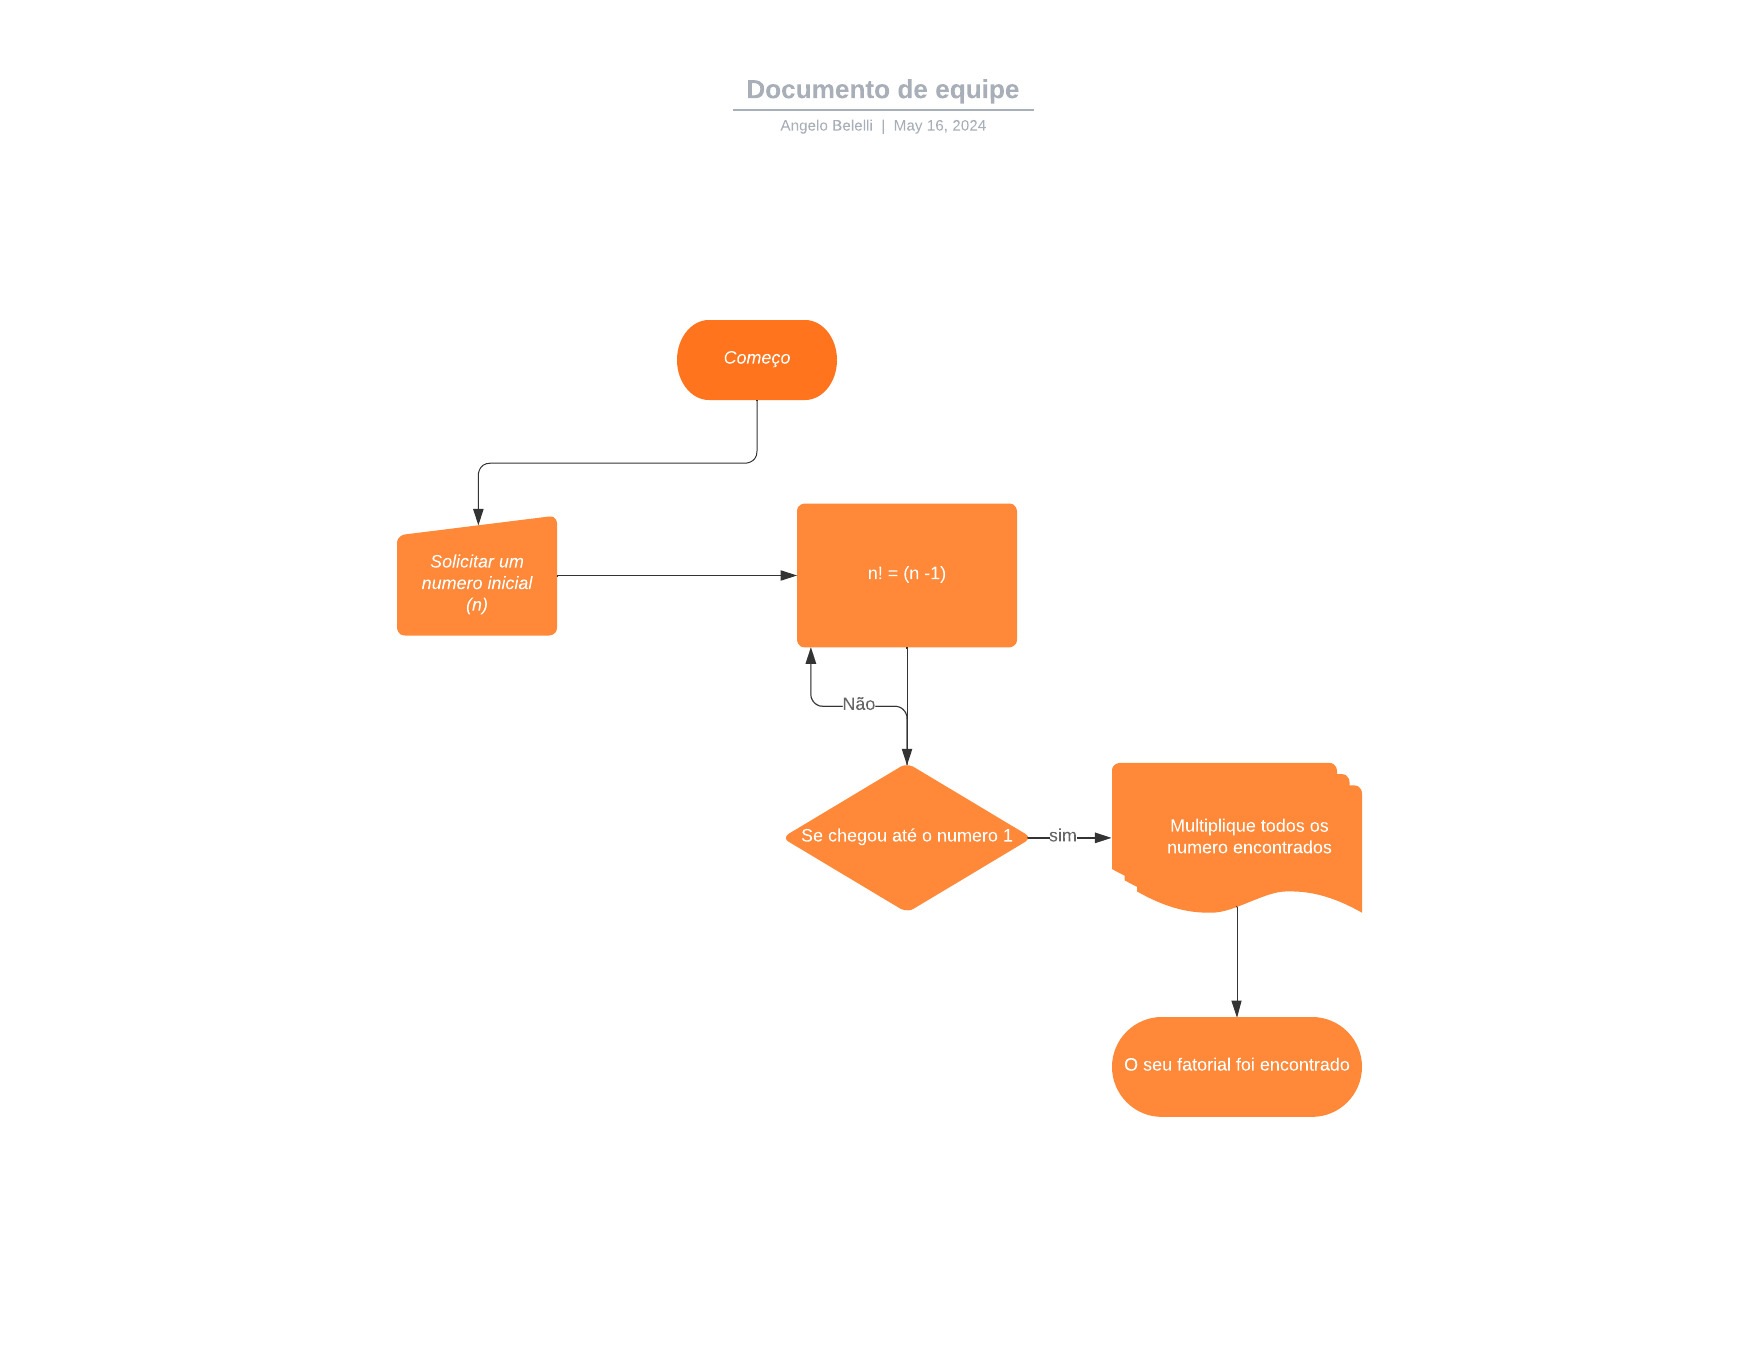 Documento de equipe
Angelo Belelli | May 16, 2024
Começo
Solicitar um
numero inicial
(n)
n! = (n -1)
Não
Se chegou até o numero 1
sim
Multiplique todos os
numero encontrados
O seu fatorial foi encontrado